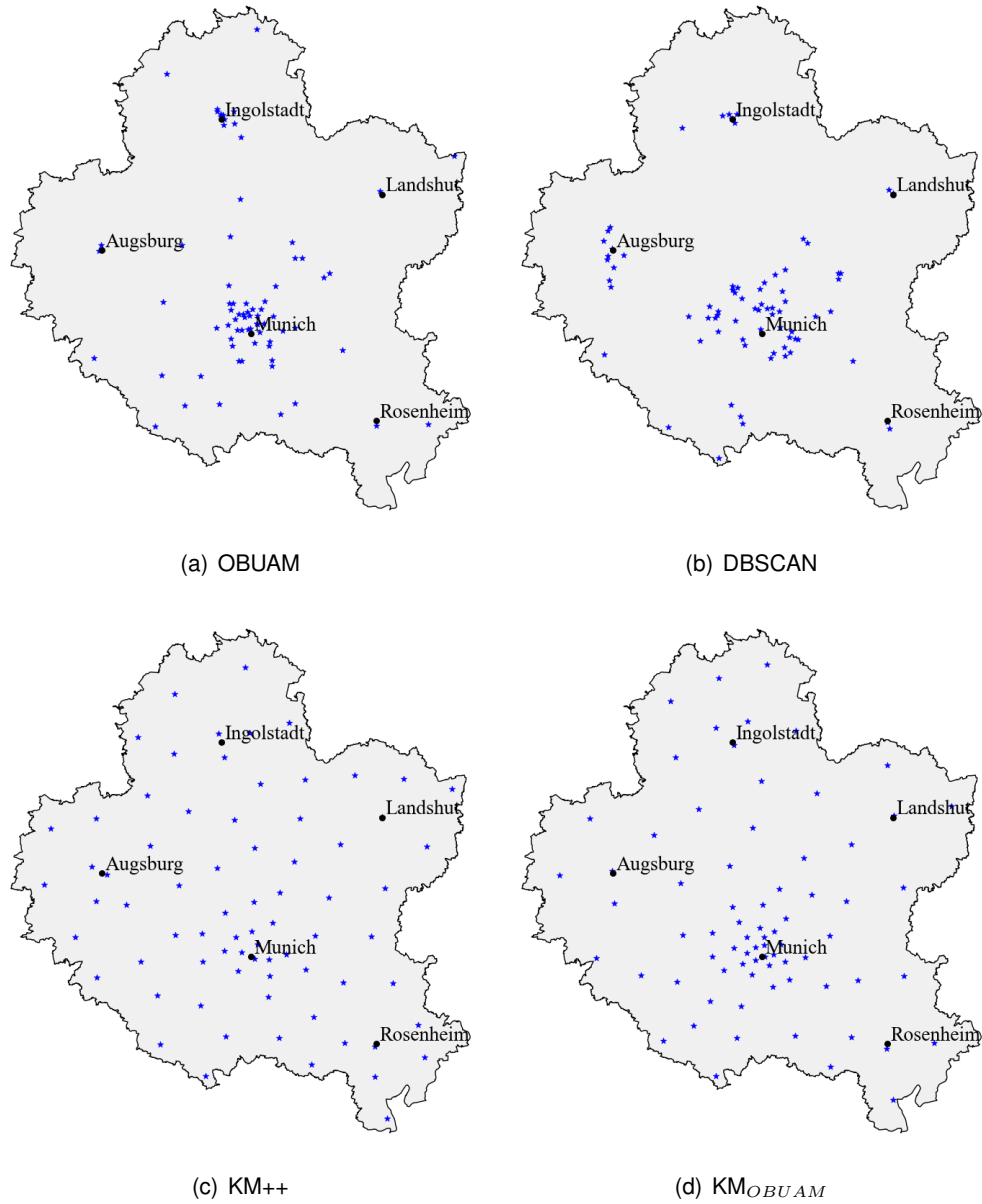 Ingolstadt
Landshut
Augsburg
Munich
Rosenheim
(a) OBUAM
Ingolstadt
Landshut
Augsburg
Munich
Rosenheim
(b) DBSCAN
Ingolstadt
Landshut
Augsburg
Munich
Rosenheim
(c) KM++
Ingolstadt
Landshut
Augsburg
Munich
Rosenheim
(d) KM_OBUAM